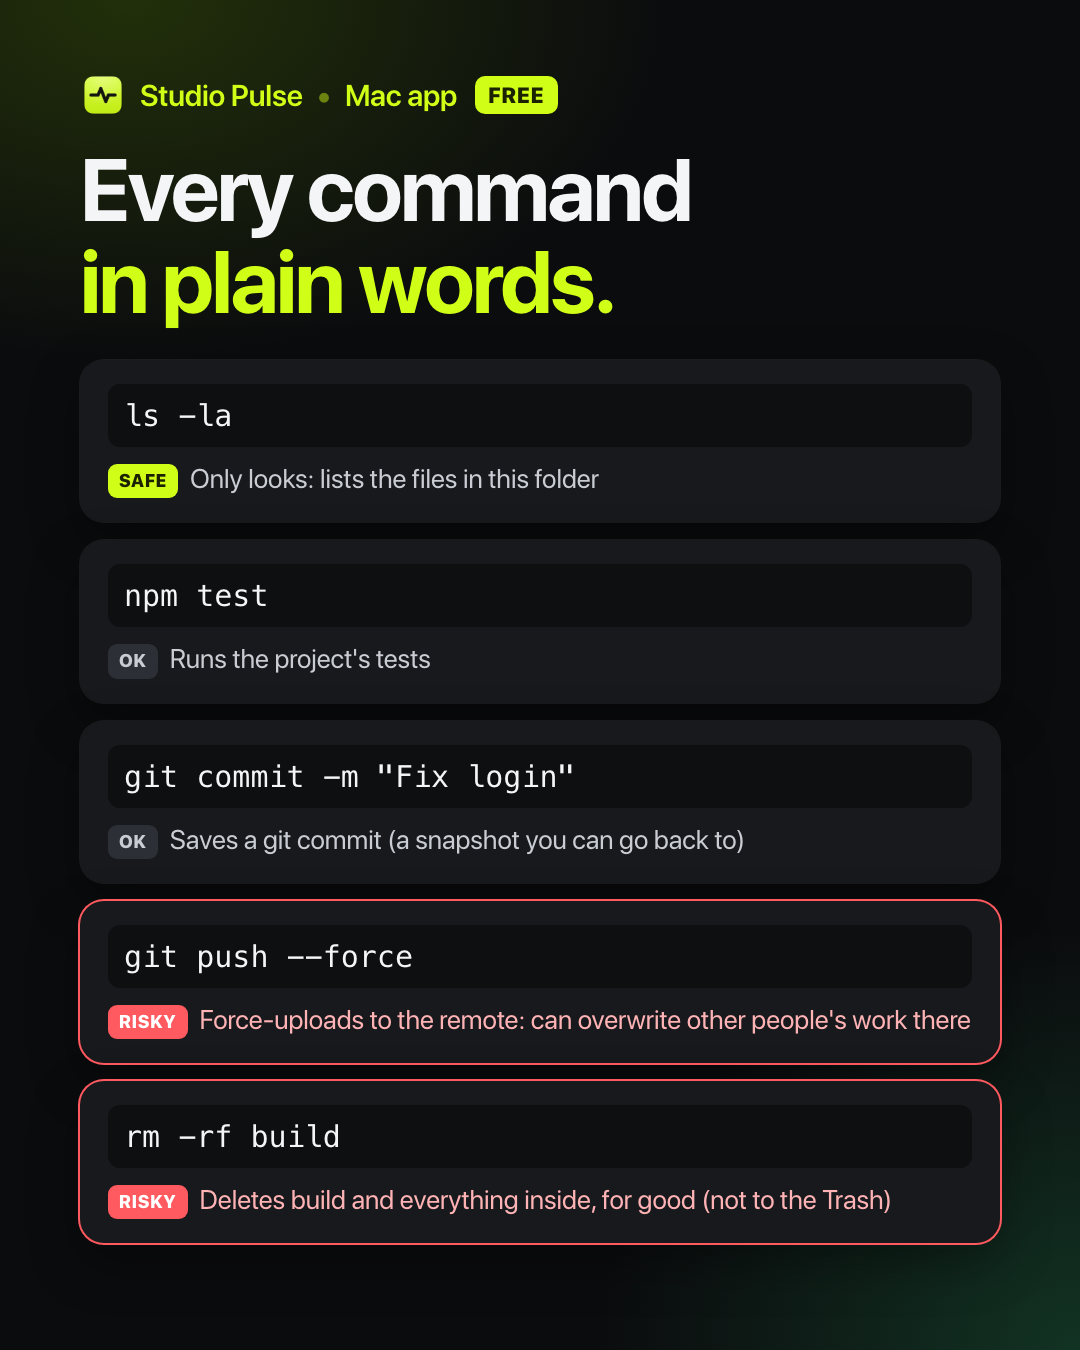 Studio Pulse • Mac app FREE
Every command
in plain words.
ls -la
SAFE Only looks: lists the files in this folder
npm test
OK Runs the project's tests
git commit -m "Fix login"
OK Saves a git commit (a snapshot you can go back to)
git push --force
RISKY Force-uploads to the remote: can overwrite other people's work there
rm -rf build
RISKY Deletes build and everything inside, for good (not to the Trash)